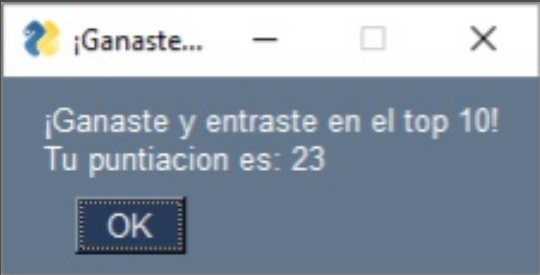 ¡Ganaste...
¡Ganaste y entraste en el top 10!
Tu puntiacion es: 23
OK